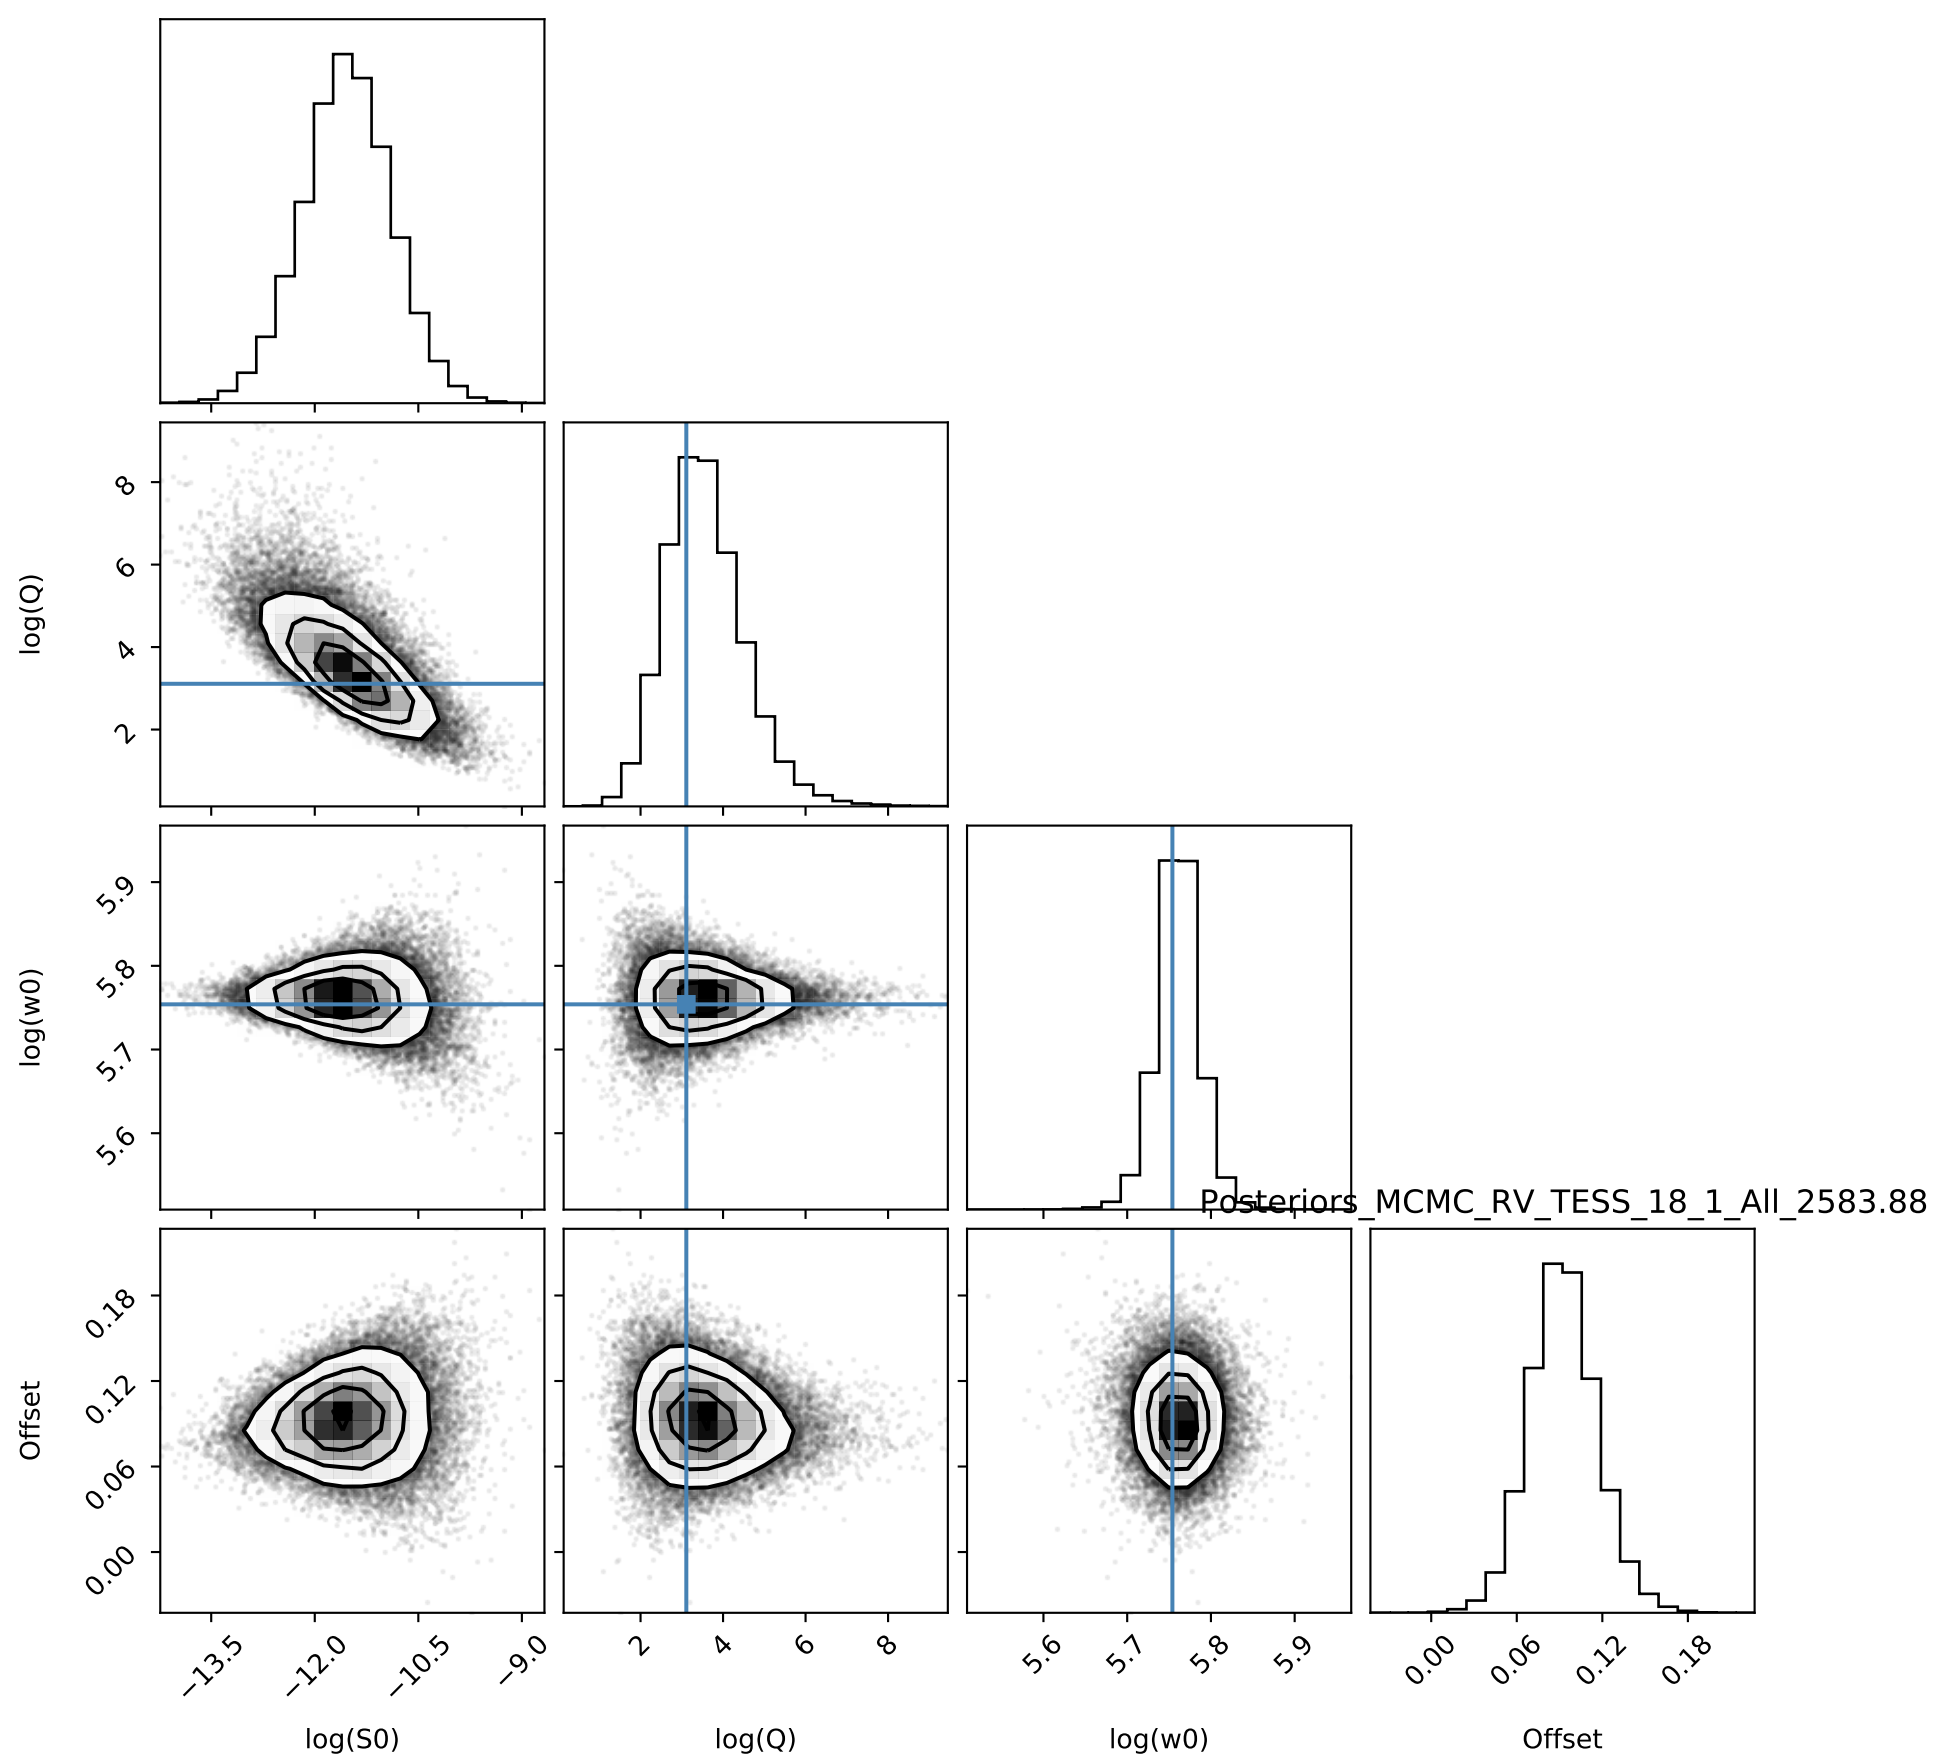 8
6
4
2
log(Q)
5.9
5.8
5.7
5.6
log(w0)
Posteriors_MCMC_RV_TESS_18_1_All_2583.88
0.18
0.12
0.06
0.00
Offset
−13.5 −12.0 −10.5 −9.0 2 4 6 8 5.6 5.7 5.8 5.9 0.00 0.06 0.12 0.18
log(S0) log(Q) log(w0) Offset